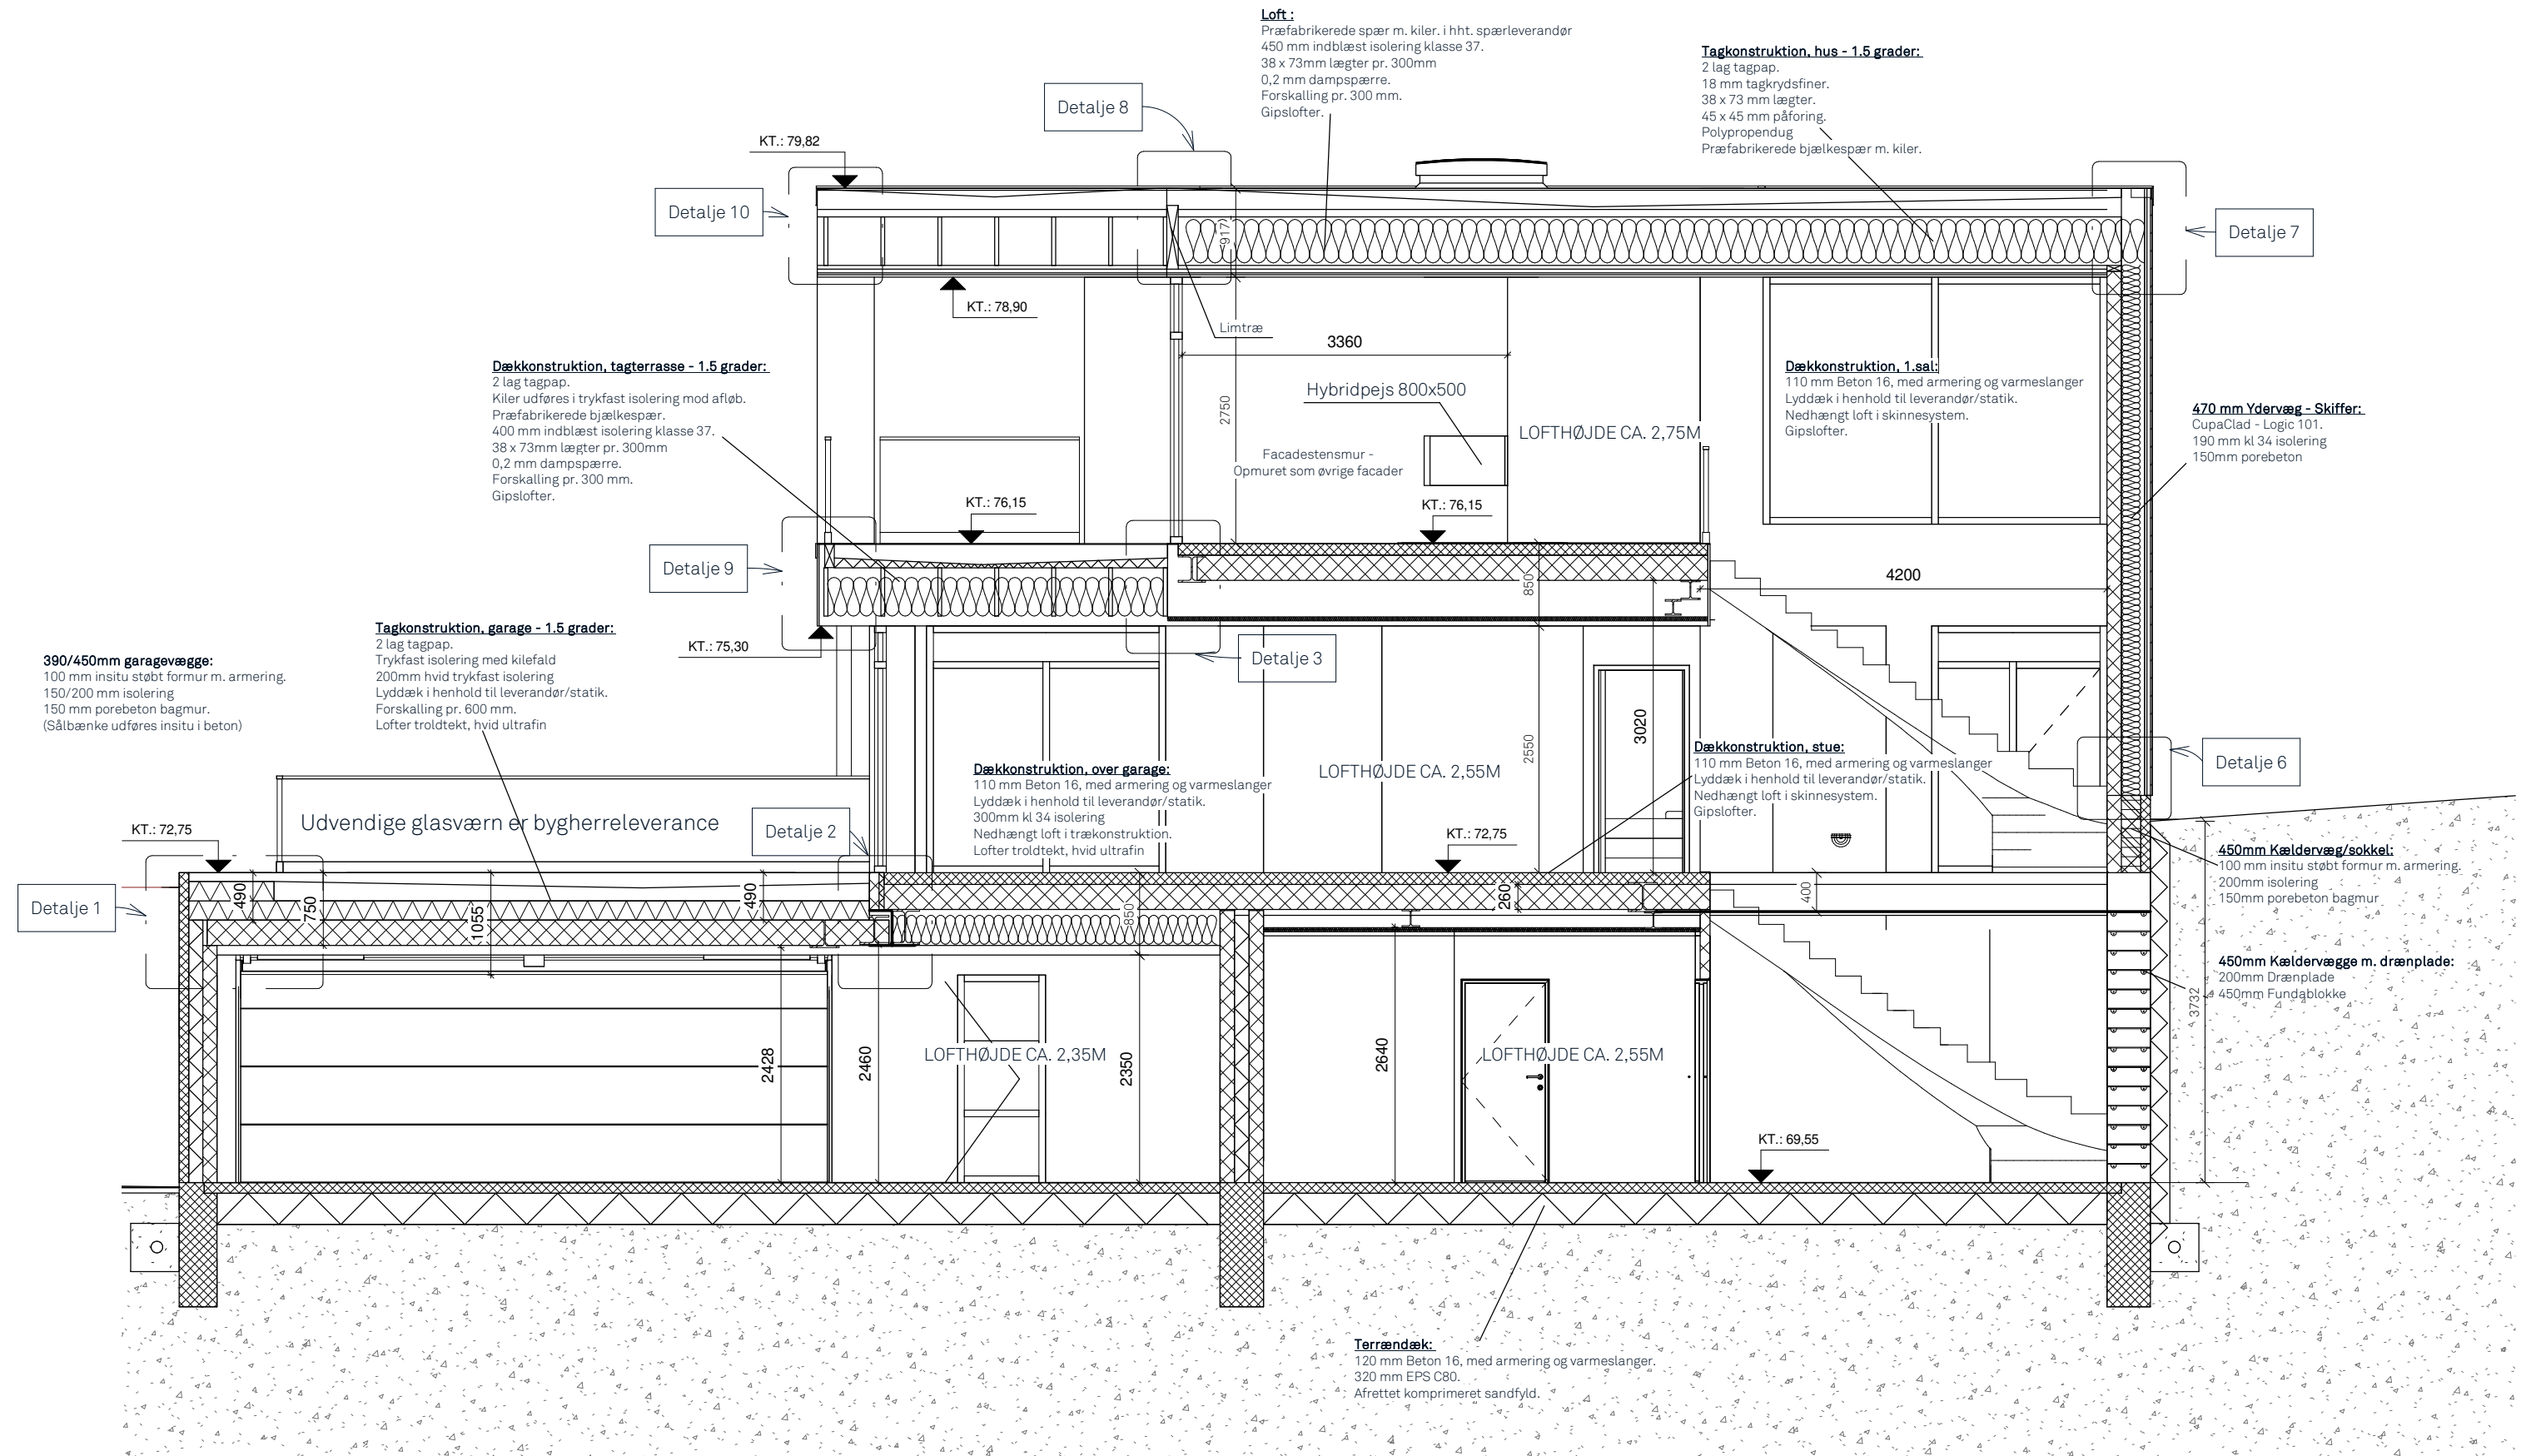 Loft :
Præfabrikerede spær m. kiler. i hht. spærleverandør
450 mm indblæst isolering klasse 37.
38 x 73mm lægter pr. 300mm
0,2 mm dampspærre.
Forskalling pr. 300 mm.
Gipslofter.
Tagkonstruktion, hus - 1.5 grader:
2 lag tagpap.
18 mm tagkrydsfiner.
38 x 73 mm lægter.
45 x 45 mm påforing.
Polypropendug
Præfabrikerede bjælkespær m. kiler.
Detalje 8
KT.: 79,82
Detalje 10
Detalje 7
917
KT.: 78,90
Limtræ
3360
2750
Hybridpejs 800x500
LOFTHØJDE CA. 2,75M
Facadestensmur -
Opmuret som øvrige facader
KT.: 76,15
KT.: 76,15
Dækkonstruktion, tagterrasse - 1.5 grader:
2 lag tagpap.
Kiler udføres i trykfast isolering mod afløb.
Præfabrikerede bjælkespær.
400 mm indblæst isolering klasse 37.
38 x 73mm lægter pr. 300mm
0,2 mm dampspærre.
Forskalling pr. 300 mm.
Gipslofter.
Dækkonstruktion, 1.sal:
110 mm Beton 16, med armering og varmeslanger
Lyddæk i henhold til leverandør/statik.
Nedhængt loft i skinnesystem.
Gipslofter.
470 mm Ydervæg - Skiffer:
CupaClad - Logic 101.
190 mm kl 34 isolering
150mm porebeton
Detalje 9
850
4200
KT.: 75,30
Detalje 3
390/450mm garagevægge:
100 mm insitu støbt formur m. armering.
150/200 mm isolering
150 mm porebeton bagmur.
(Sålbænke udføres insitu i beton)
Tagkonstruktion, garage - 1.5 grader:
2 lag tagpap.
Trykfast isolering med kilefald
200mm hvid trykfast isolering
Lyddæk i henhold til leverandør/statik.
Forskalling pr. 600 mm.
Lofter troldtekt, hvid ultrafin
Dækkonstruktion, over garage:
110 mm Beton 16, med armering og varmeslanger
Lyddæk i henhold til leverandør/statik.
300mm kl 34 isolering
Nedhængt loft i trækonstruktion.
Lofter troldtekt, hvid ultrafin
LOFTHØJDE CA. 2,55M
2550
3020
Dækkonstruktion, stue:
110 mm Beton 16, med armering og varmeslanger
Lyddæk i henhold til leverandør/statik.
Nedhængt loft i skinnesystem.
Gipslofter.
Detalje 6
KT.: 72,75
Udvendige glasværn er bygherreleverance
Detalje 2
KT.: 72,75
Detalje 1
490
750
1055
490
850
260
400
450mm Kældervæg/sokkel:
100 mm insitu støbt formur m. armering.
200mm isolering
150mm porebeton bagmur
450mm Kældervægge m. drænplade:
200mm Drænplade
450mm Fundablokke
3732
2428
2460
LOFTHØJDE CA. 2,35M
2350
2640
LOFTHØJDE CA. 2,55M
KT.: 69,55
Terrændæk:
120 mm Beton 16, med armering og varmeslanger.
320 mm EPS C80.
Afrettet komprimeret sandfyld.